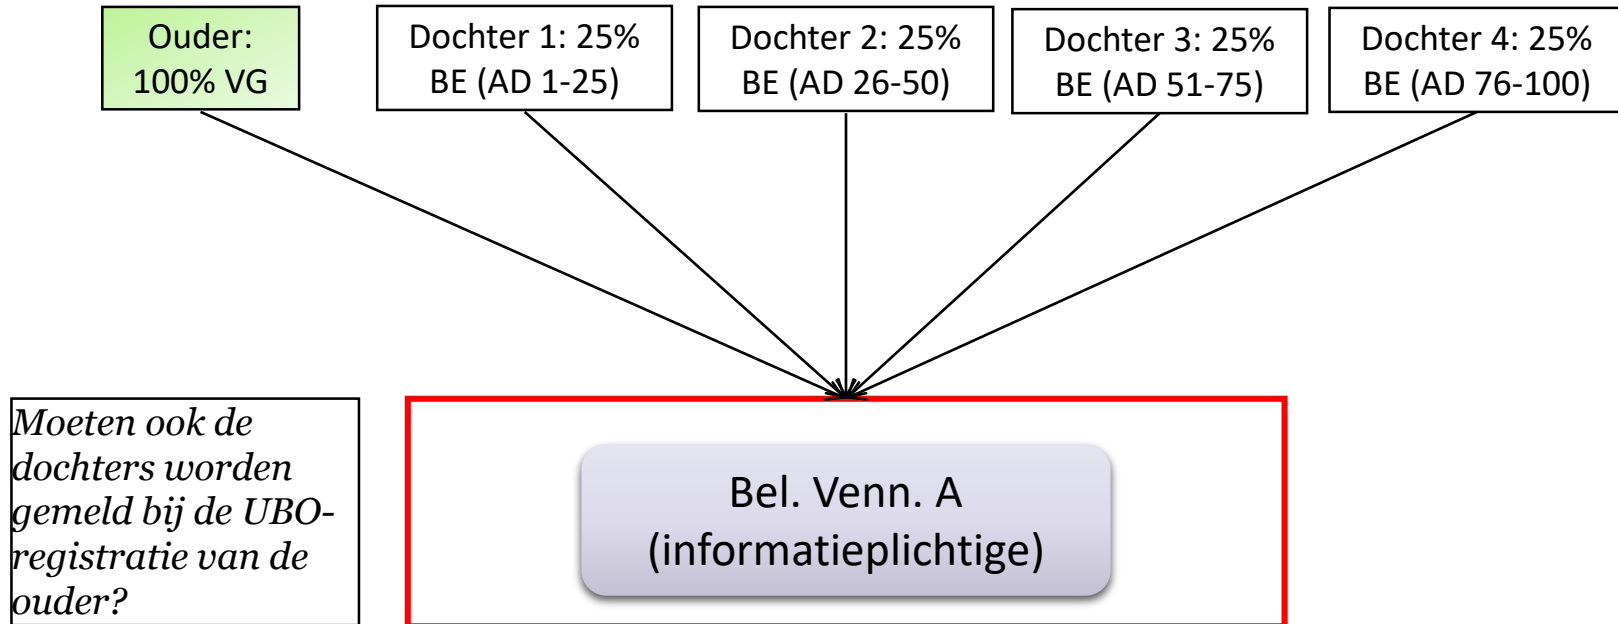 Ouder:
100% VG
Dochter 1: 25%
BE (AD 1-25)
Dochter 2: 25%
BE (AD 26-50)
Dochter 3: 25%
BE (AD 51-75)
Dochter 4: 25%
BE (AD 76-100)
Moeten ook de
dochters worden
gemeld bij de UBO-
registratie van de
ouder?
Bel. Venn. A
(informatieplichtige)